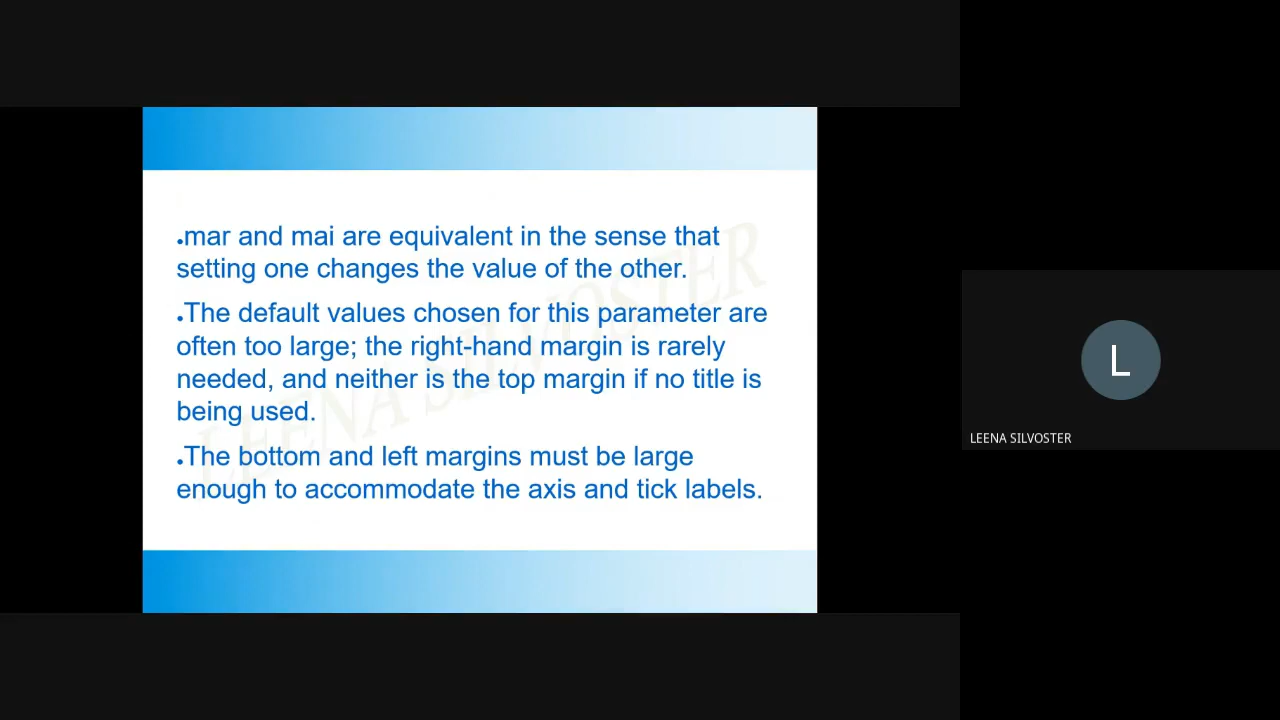 ●mar and mai are equivalent in the sense that
setting one changes the value of the other.
●The default values chosen for this parameter are
often too large; the right-hand margin is rarely
needed, and neither is the top margin if no title is
being used.
●The bottom and left margins must be large
enough to accommodate the axis and tick labels.
LEENA SILVOSTER
L
LEENA SILVOSTER